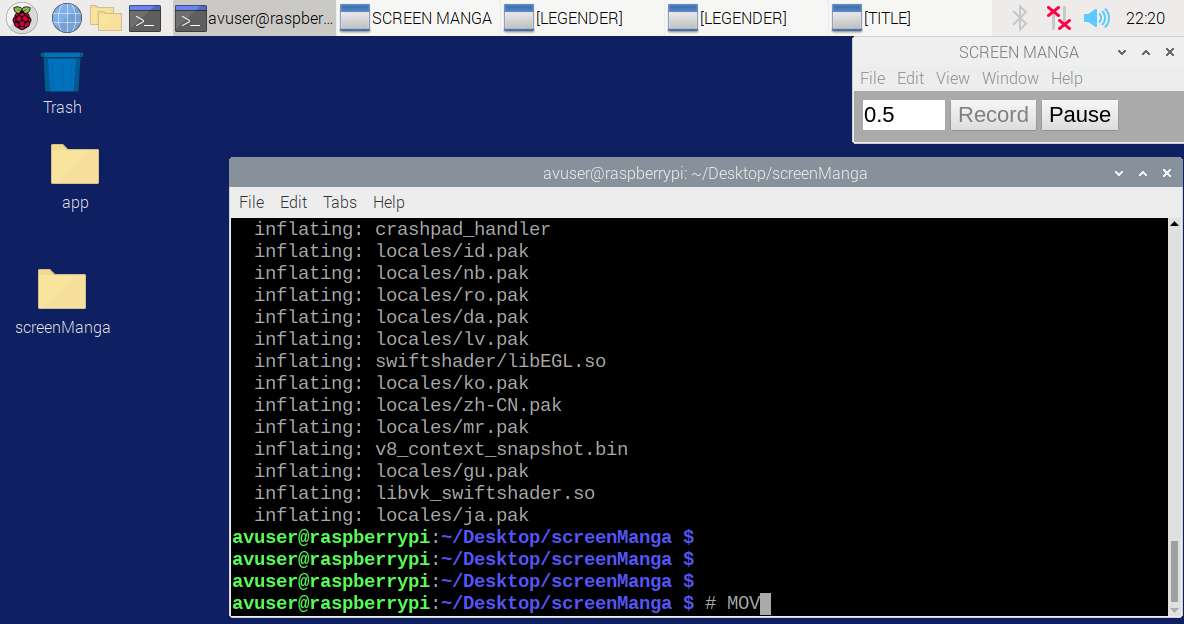 avuser@raspber... SCREEN MANGA [LEGENDER] [LEGENDER] [TITLE] 22:20
Trash
app
screenManga
SCREEN MANGA
File Edit View Window Help
0.5 Record Pause
avuser@raspberrypi: ~/Desktop/screenManga
File Edit Tabs Help
inflating: crashpad_handler
inflating: locales/id.pak
inflating: locales/nb.pak
inflating: locales/ro.pak
inflating: locales/da.pak
inflating: locales/lv.pak
inflating: swiftshader/libEGL.so
inflating: locales/ko.pak
inflating: locales/zh-CN.pak
inflating: locales/mr.pak
inflating: v8_context_snapshot.bin
inflating: locales/gu.pak
inflating: libvk_swiftshader.so
inflating: locales/ja.pak
avuser@raspberrypi:~/Desktop/screenManga $
avuser@raspberrypi:~/Desktop/screenManga $
avuser@raspberrypi:~/Desktop/screenManga $
avuser@raspberrypi:~/Desktop/screenManga $ # MOV